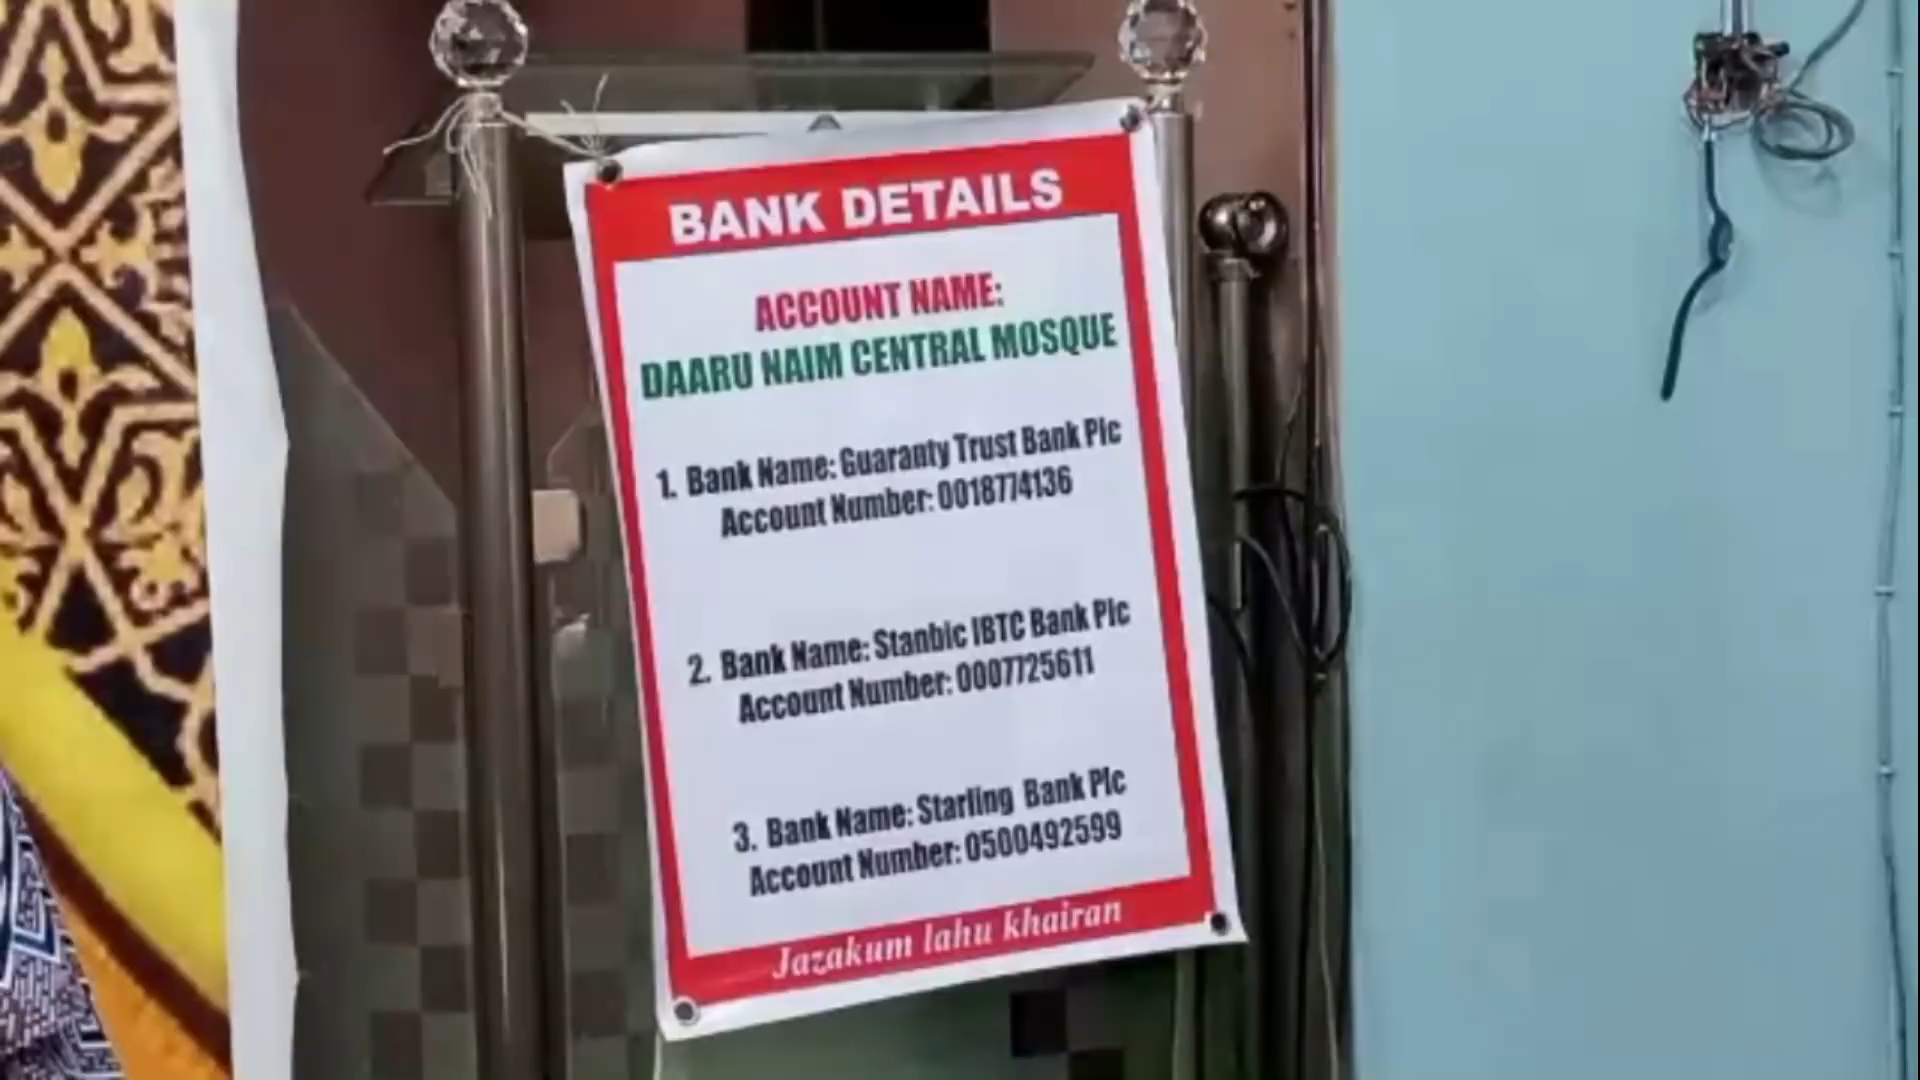 BANK DETAILS
ACCOUNT NAME:
DAARU NAIM CENTRAL MOSQUE
1. Bank Name: Guaranty Trust Bank Plc
Account Number: 0018774136
2. Bank Name: Stanbic IBTC Bank Plc
Account Number: 0007725611
3. Bank Name: Starling Bank Plc
Account Number: 0500492599
Jazakum lahu khairan